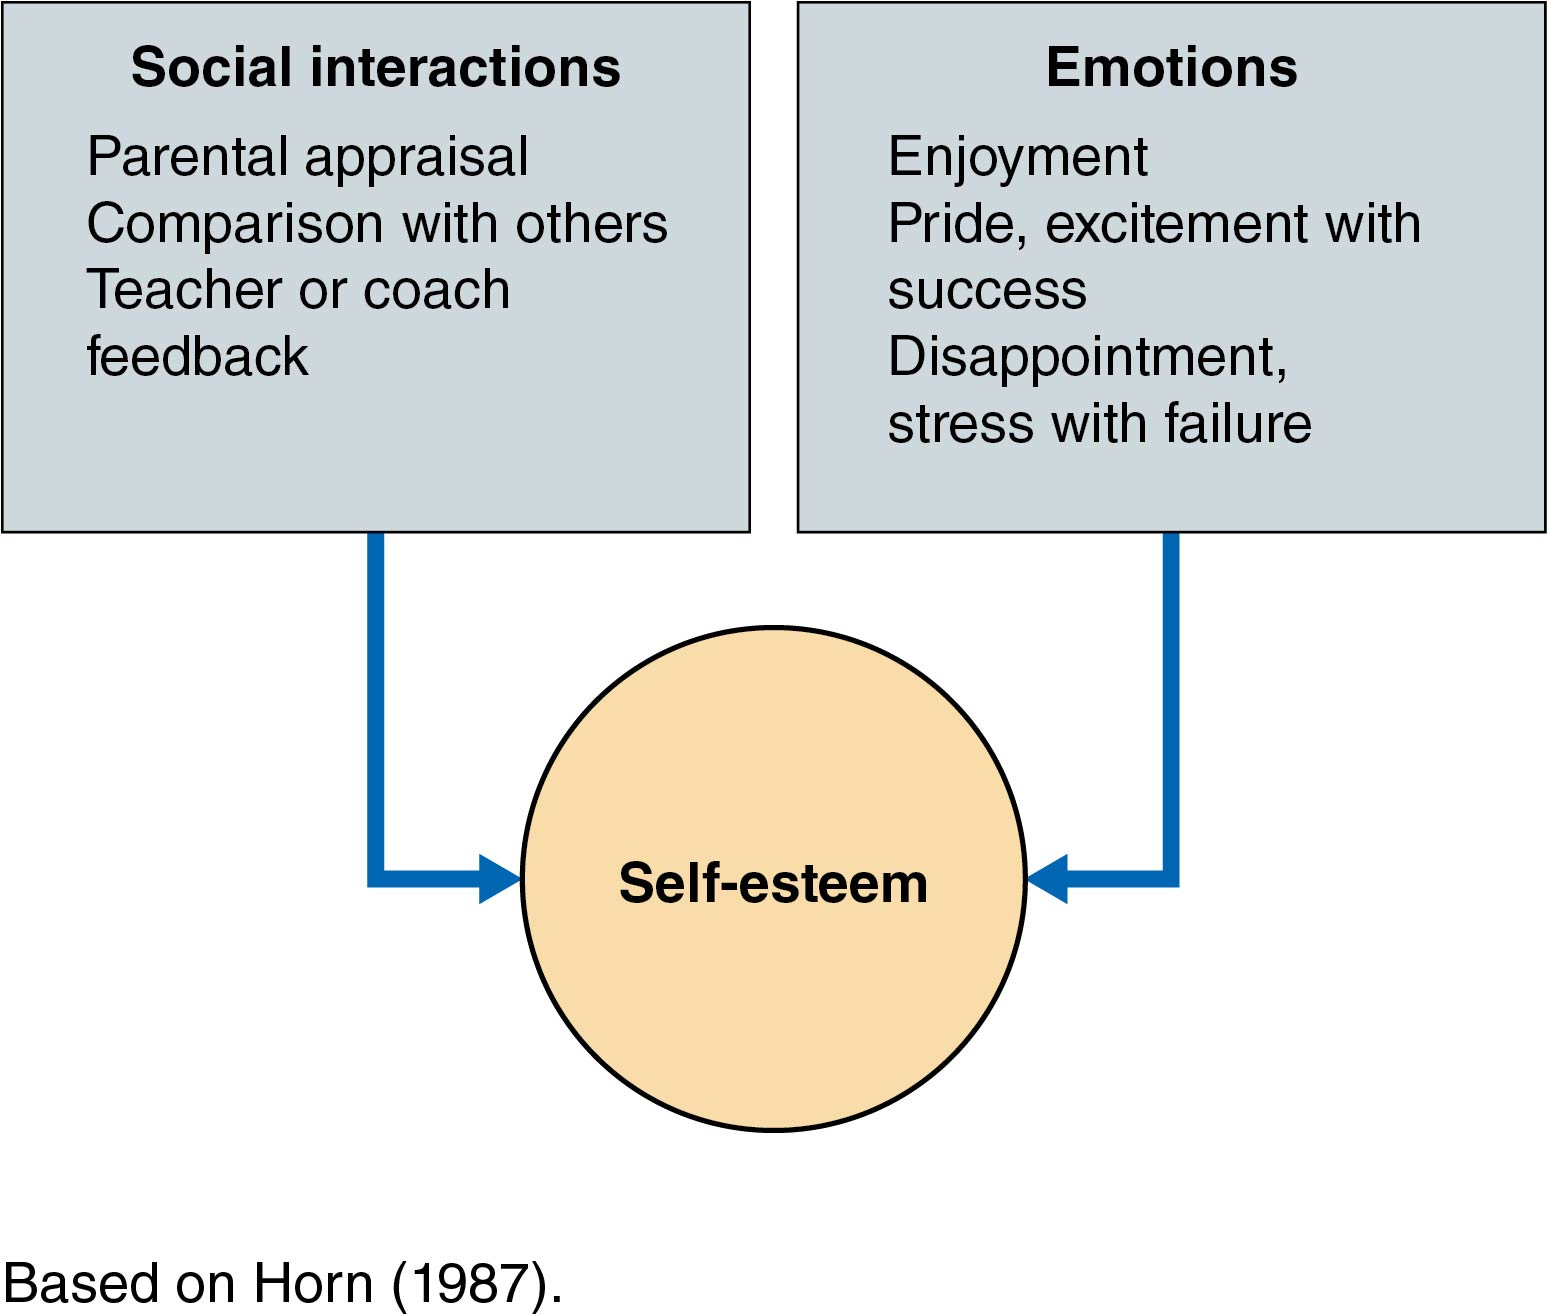 Social interactions
Parental appraisal
Comparison with others
Teacher or coach
feedback
Emotions
Enjoyment
Pride, excitement with
success
Disappointment,
stress with failure
Self-esteem
Based on Horn (1987).